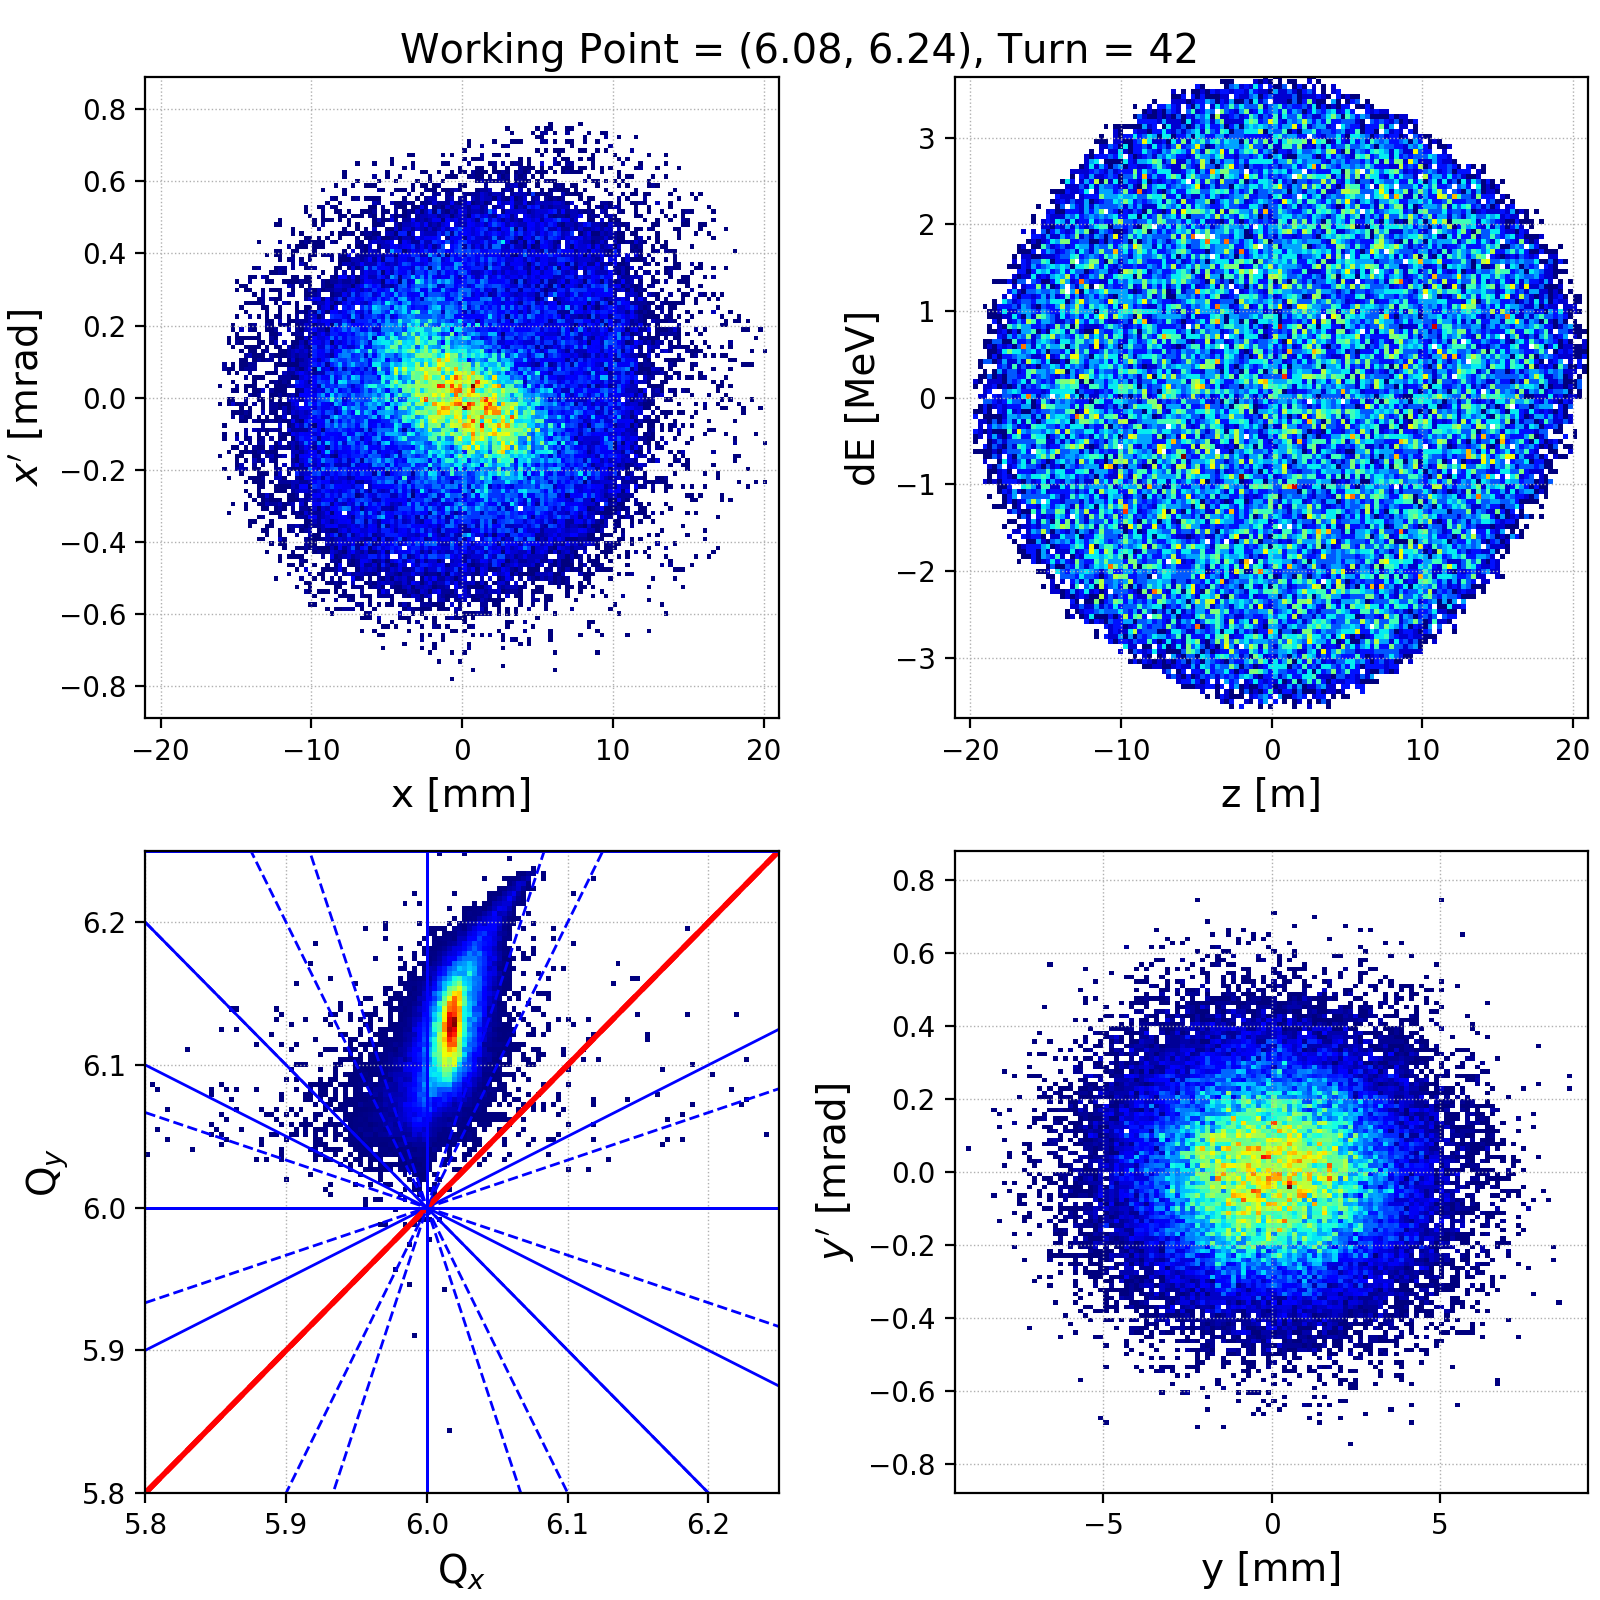 Working Point = (6.08, 6.24), Turn = 42
0.8
0.6
0.4
0.2
0.0
−0.2
−0.4
−0.6
−0.8
x′ [mrad]
−20 −10 0 10 20
x [mm]
3
2
1
0
−1
−2
−3
dE [MeV]
−20 −10 0 10 20
z [m]
6.2
6.1
6.0
5.9
5.8
Qy
5.8 5.9 6.0 6.1 6.2
Qx
0.8
0.6
0.4
0.2
0.0
−0.2
−0.4
−0.6
−0.8
y′ [mrad]
−5 0 5
y [mm]